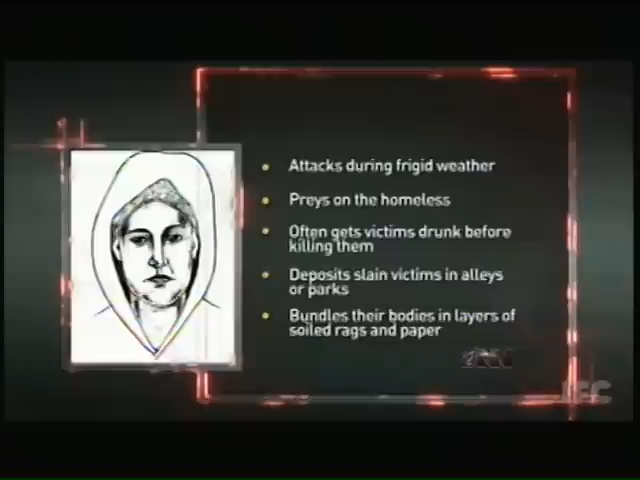 Attacks during frigid weather
Preys on the homeless
Often gets victims drunk before
killing them
Deposits slain victims in alleys
or parks
Bundles their bodies in layers of
soiled rags and paper
IFC